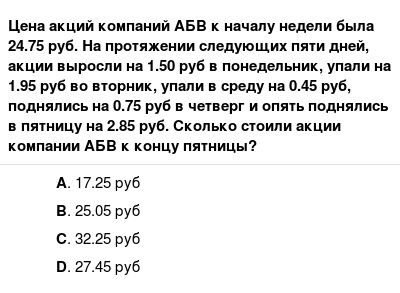 Цена акций компаний АБВ к началу недели была
24.75 руб. На протяжении следующих пяти дней,
акции выросли на 1.50 руб в понедельник, упали на
1.95 руб во вторник, упали в среду на 0.45 руб,
поднялись на 0.75 руб в четверг и опять поднялись
в пятницу на 2.85 руб. Сколько стоили акции
компании АБВ к концу пятницы?
A. 17.25 руб
B. 25.05 руб
C. 32.25 руб
D. 27.45 руб